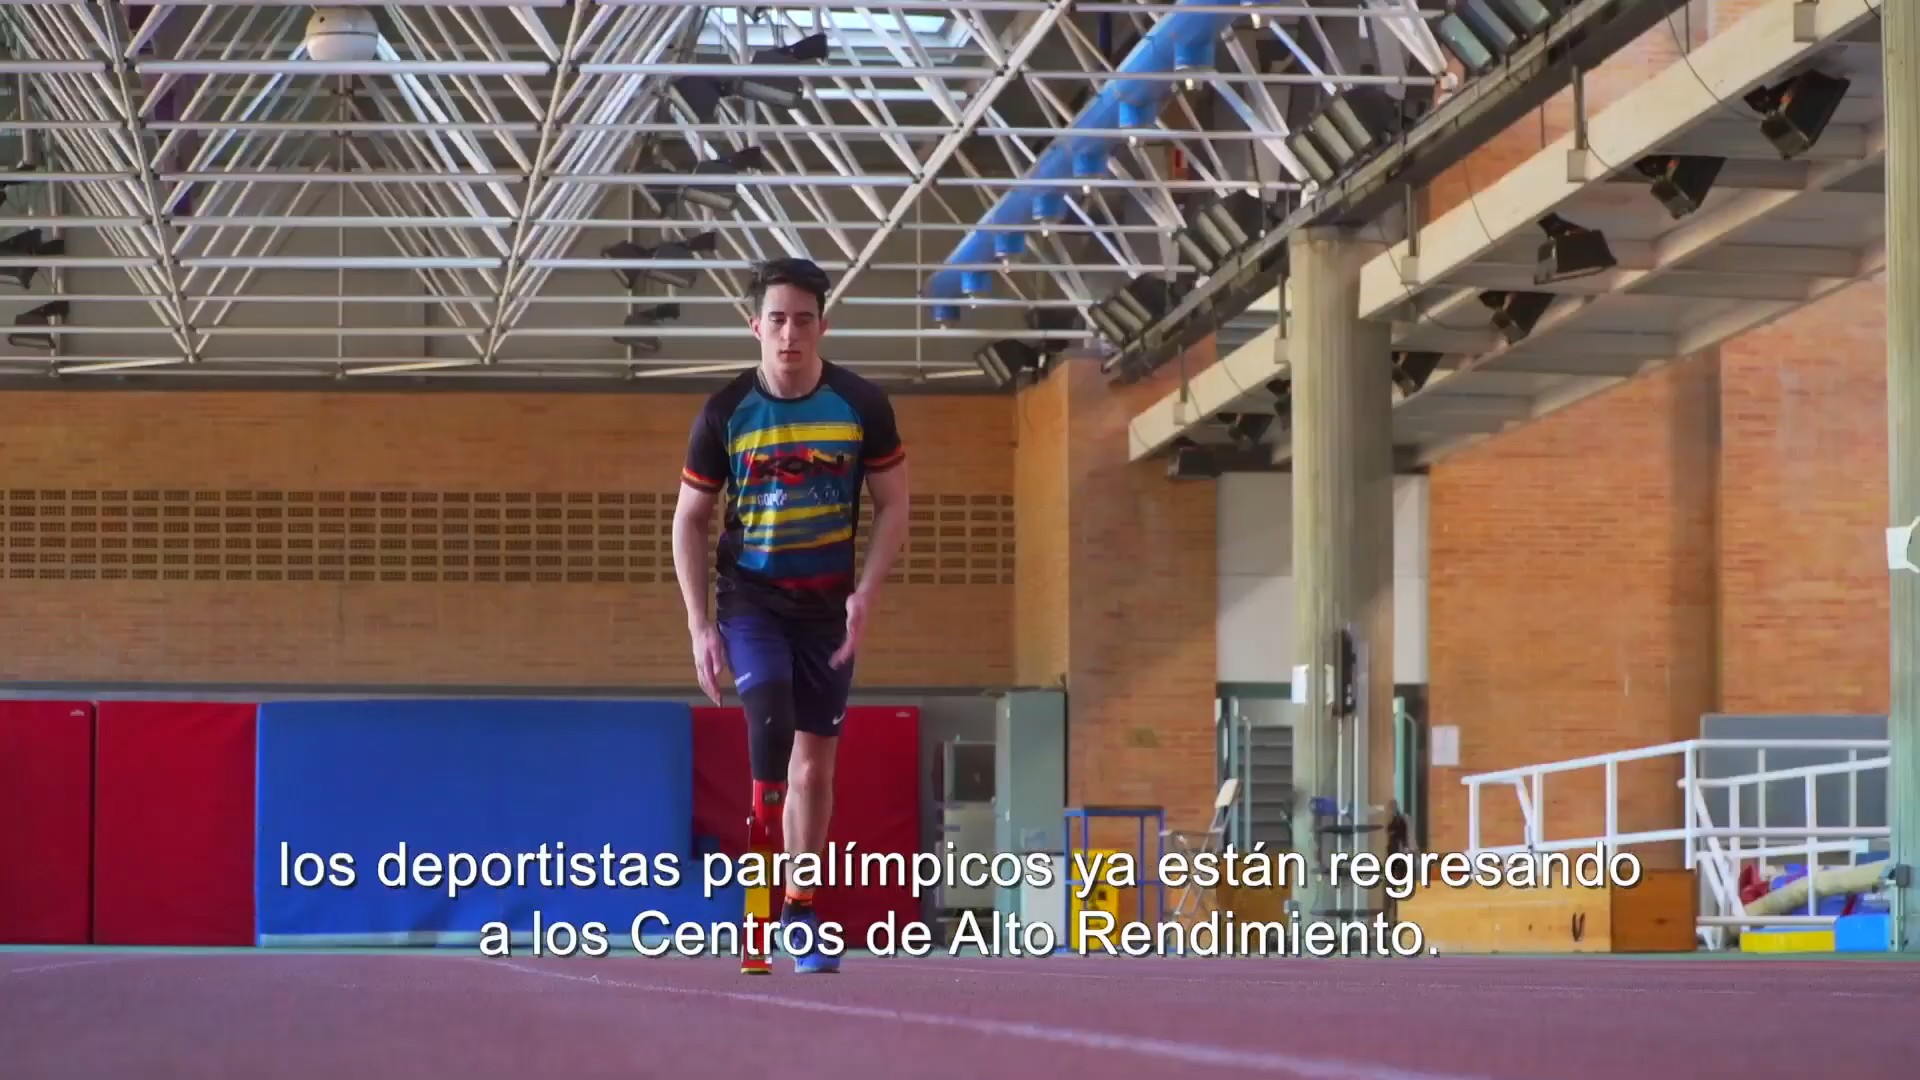 los deportistas paralímpicos ya están regresando
a los Centros de Alto Rendimiento.